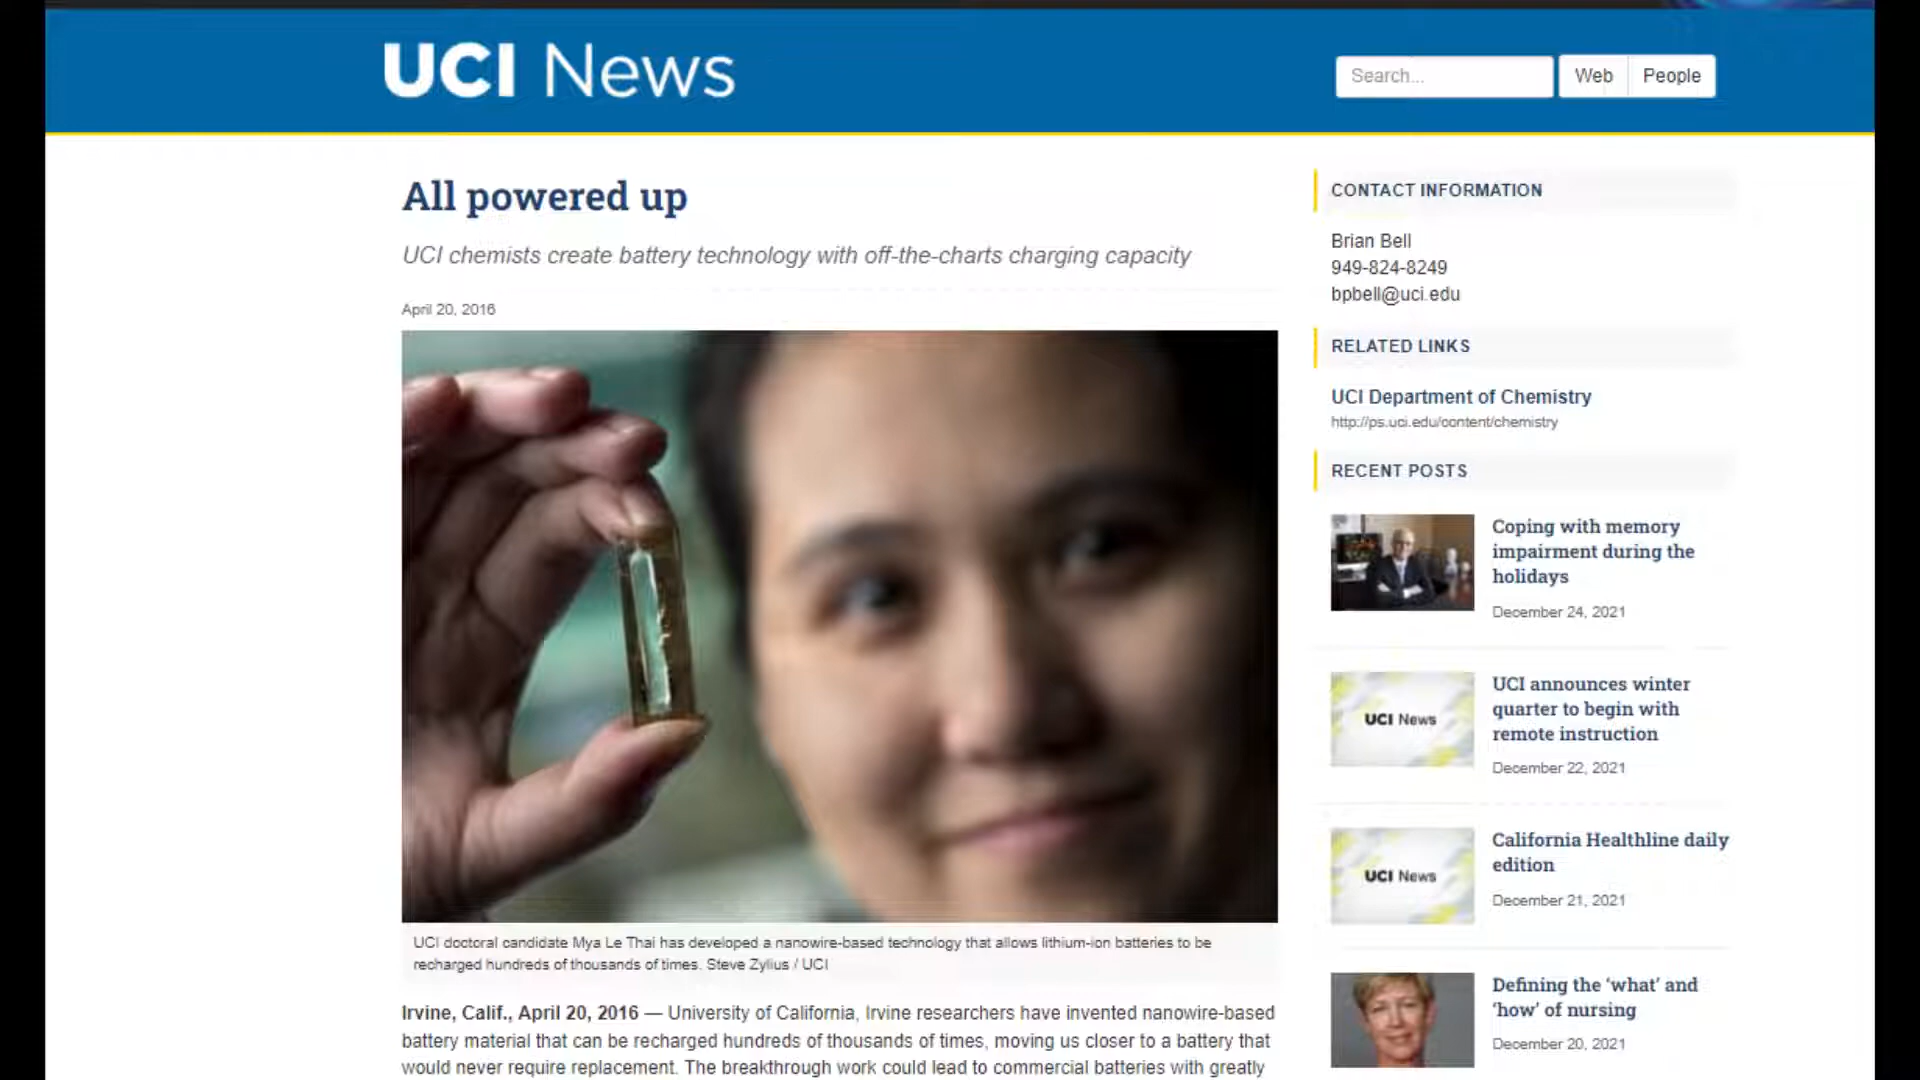 UCI News
Search...
Web
People
All powered up
UCI chemists create battery technology with off-the-charts charging capacity
April 20, 2016
UCI doctoral candidate Mya Le Thai has developed a nanowire-based technology that allows lithium-ion batteries to be
recharged hundreds of thousands of times. Steve Zylius / UCI
Irvine, Calif., April 20, 2016 — University of California, Irvine researchers have invented nanowire-based
battery material that can be recharged hundreds of thousands of times, moving us closer to a battery that
would never require replacement. The breakthrough work could lead to commercial batteries with greatly
CONTACT INFORMATION
Brian Bell
949-824-8249
bpbell@uci.edu
RELATED LINKS
UCI Department of Chemistry
http://ps.uci.edu/content/chemistry
RECENT POSTS
Coping with memory
impairment during the
holidays
December 24, 2021
UCI News
UCI announces winter
quarter to begin with
remote instruction
December 22, 2021
UCI News
California Healthline daily
edition
December 21, 2021
Defining the ‘what’ and
‘how’ of nursing
December 20, 2021